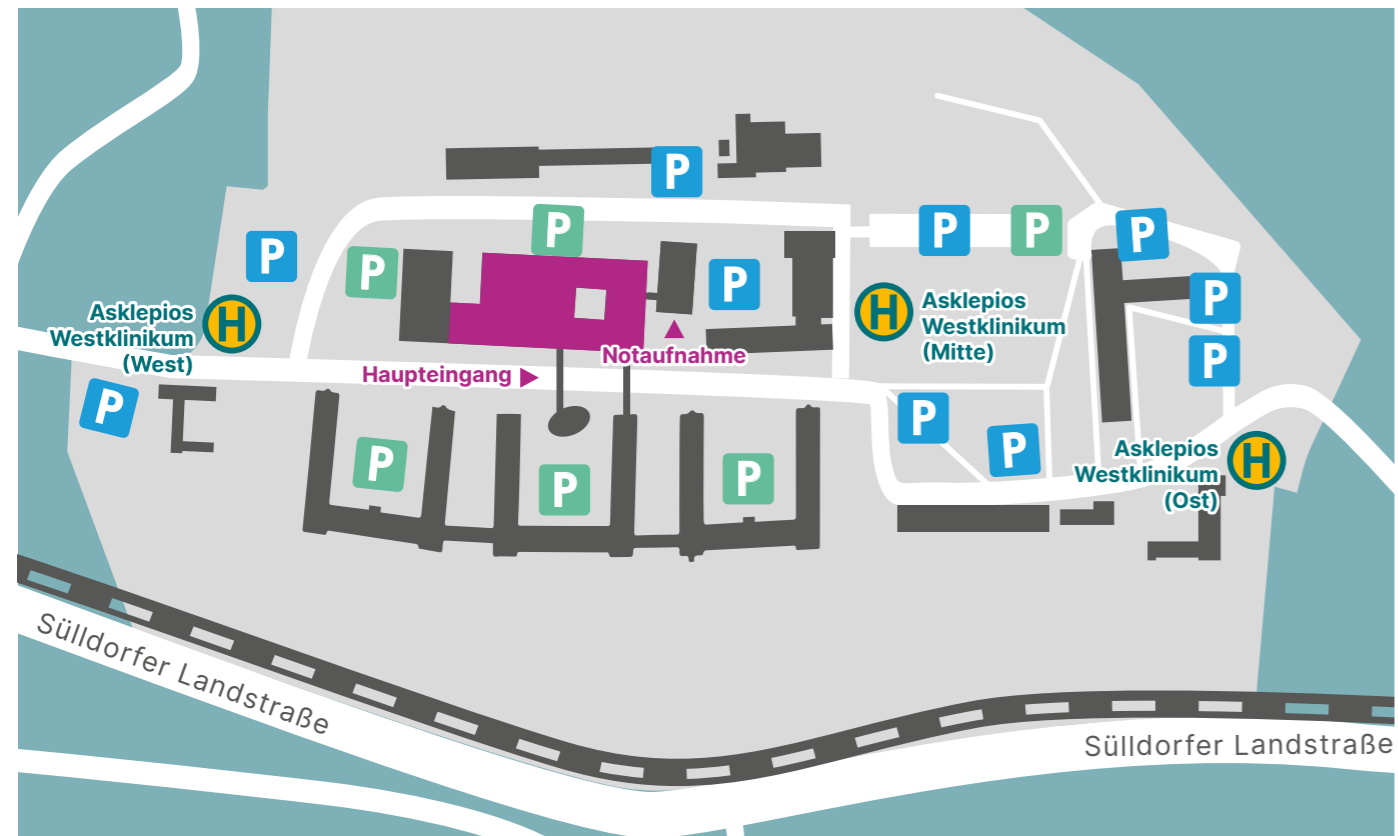 P
P
P
P
P
P
P
P
P
Asklepios
Westklinikum
(West)
H
H
Asklepios
Westklinikum
(Mitte)
P
P
Notaufnahme
Haupteingang
P
P
P
P
P
P
Asklepios
Westklinikum
(Ost)
H
Sülldorfer Landstraße
Sülldorfer Landstraße